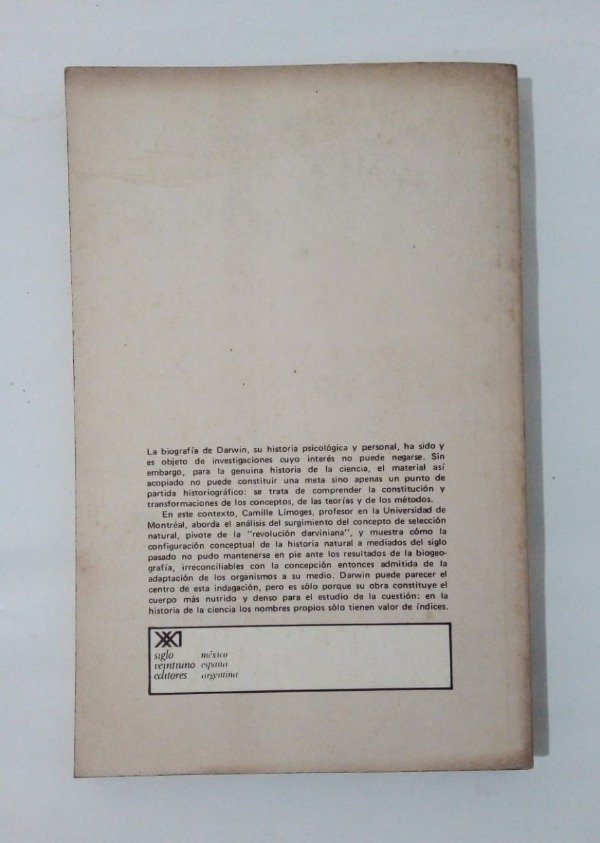 La biografía de Darwin, su historia psicológica y personal, ha sido y
es objeto de investigaciones cuyo interés no puede negarse. Sin
embargo, para la genuina historia de la ciencia, el material así
acopiado no puede constituir una meta sino apenas un punto de
partida historiográfico: se trata de comprender la constitución y
transformaciones de los conceptos, de las teorías y de los métodos.
En este contexto, Camille Limoges, profesor en la Universidad de
Montréal, aborda el análisis del surgimiento del concepto de selección
natural, pivote de la "revolución darviniana", y muestra cómo la
configuración conceptual de la historia natural a mediados del siglo
pasado no pudo mantenerse en pie ante los resultados de la biogeo-
grafía, irreconciliables con la concepción entonces admitida de la
adaptación de los organismos a su medio. Darwin puede parecer el
centro de esta indagación, pero es sólo porque su obra constituye el
cuerpo más nutrido y denso para el estudio de la cuestión: en la
historia de la ciencia los nombres propios sólo tienen valor de índices.
siglo méxico
veintiuno españa
editores argentina